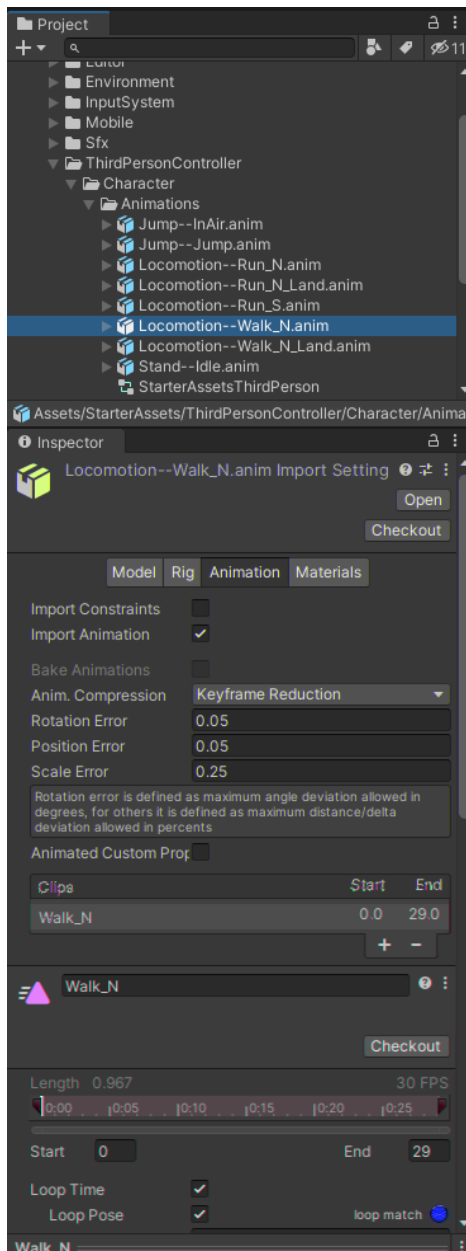 Project
11
Editor
Environment
InputSystem
Mobile
Sfx
ThirdPersonController
Character
Animations
Jump--InAir.anim
Jump--Jump.anim
Locomotion--Run_N.anim
Locomotion--Run_N_Land.anim
Locomotion--Run_S.anim
Locomotion--Walk_N.anim
Locomotion--Walk_N_Land.anim
Stand--Idle.anim
StarterAssetsThirdPerson
Assets/StarterAssets/ThirdPersonController/Character/Anima
Inspector
Locomotion--Walk_N.anim Import Setting
Open
Checkout
Model Rig Animation Materials
Import Constraints
Import Animation
Bake Animations
Anim. Compression Keyframe Reduction
Rotation Error 0.05
Position Error 0.05
Scale Error 0.25
Rotation error is defined as maximum angle deviation allowed in
degrees, for others it is defined as maximum distance/delta
deviation allowed in percents
Animated Custom Prop
Clips Start End
Walk_N 0.0 29.0
Walk_N
Checkout
Length 0.967 30 FPS
0:00 0:05 0:10 0:15 0:20 0:25
Start 0 End 29
Loop Time
Loop Pose loop match
Walk_N